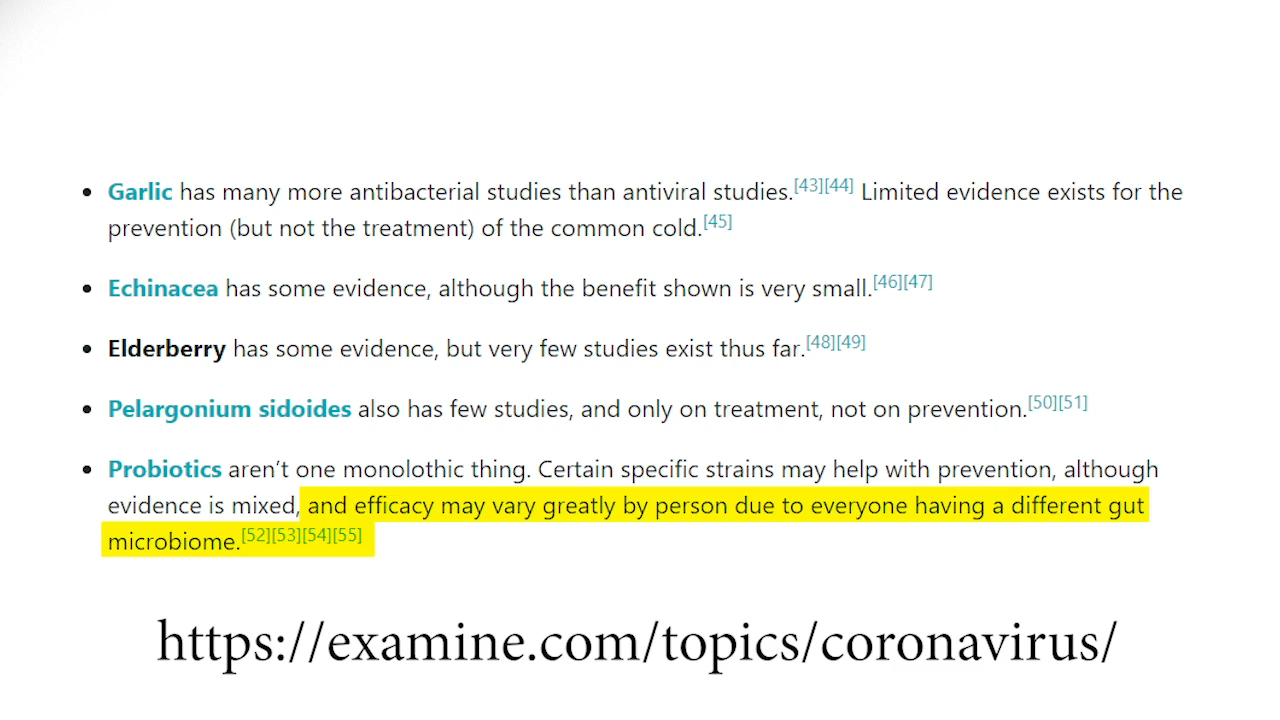 • Garlic has many more antibacterial studies than antiviral studies.[43][44] Limited evidence exists for the
prevention (but not the treatment) of the common cold.[45]
• Echinacea has some evidence, although the benefit shown is very small.[46][47]
• Elderberry has some evidence, but very few studies exist thus far.[48][49]
• Pelargonium sidoides also has few studies, and only on treatment, not on prevention.[50][51]
• Probiotics aren’t one monolothic thing. Certain specific strains may help with prevention, although
evidence is mixed, and efficacy may vary greatly by person due to everyone having a different gut
microbiome.[52][53][54][55]
https://examine.com/topics/coronavirus/